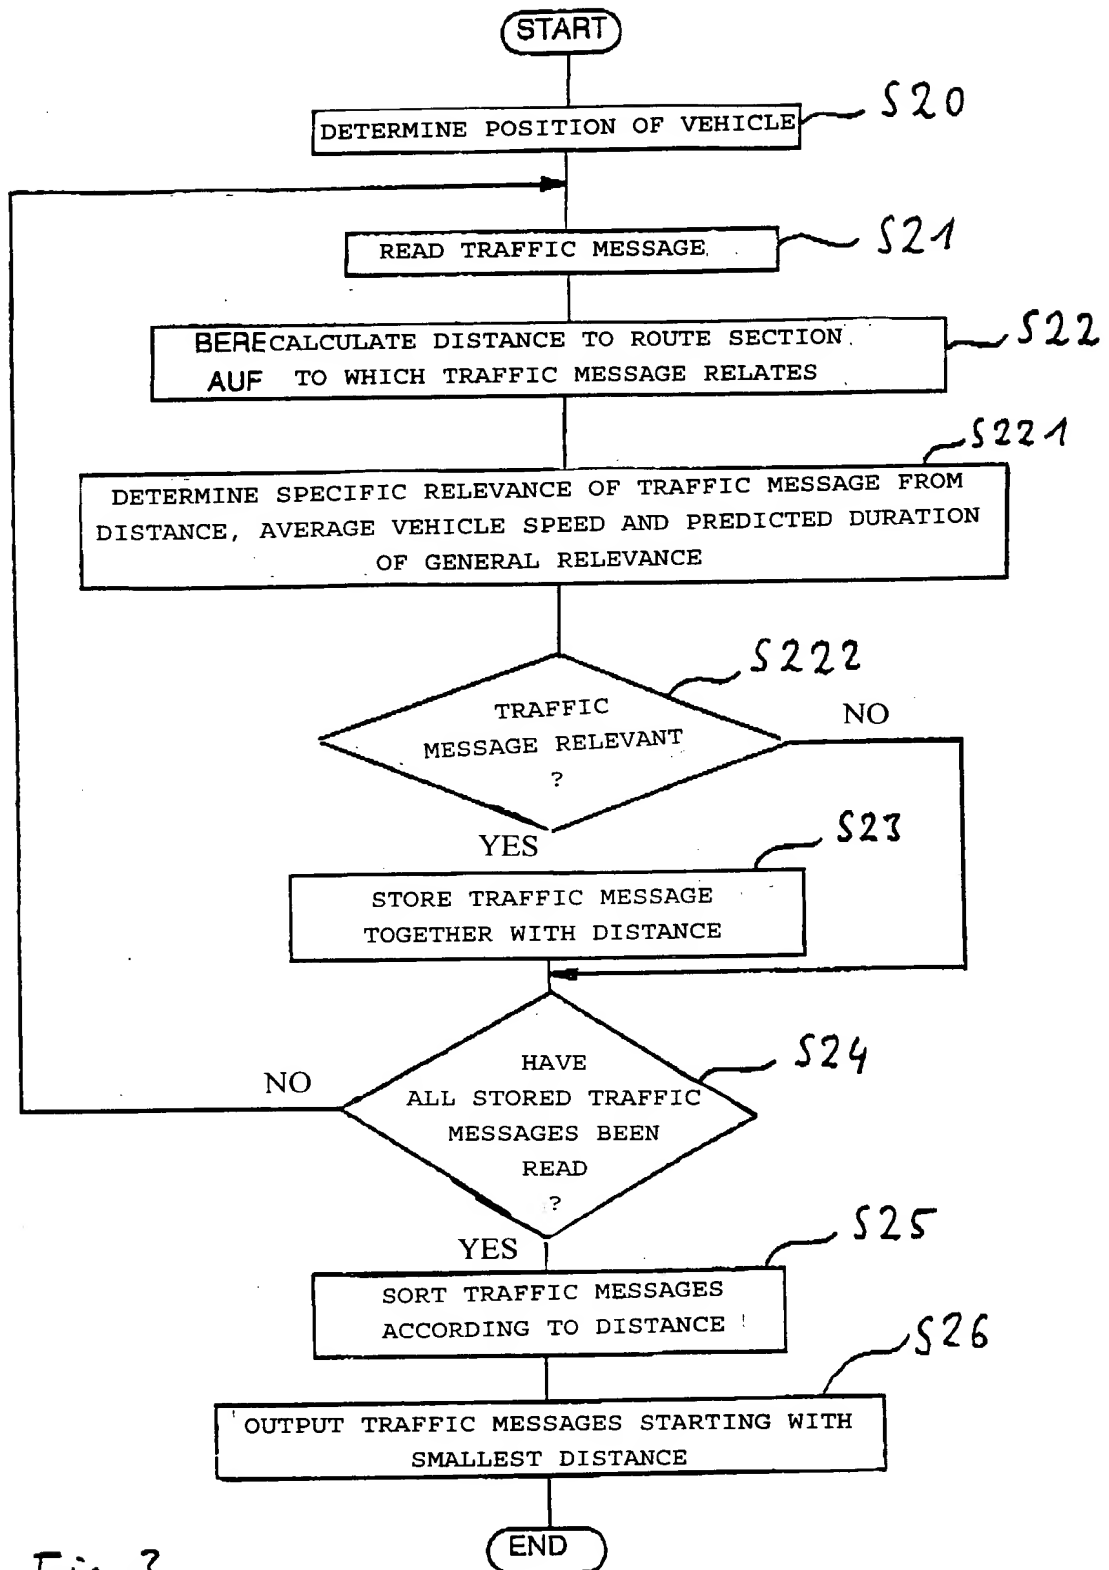 START
DETERMINE POSITION OF VEHICLE
S20
READ TRAFFIC MESSAGE
S21
BERECALCULATE DISTANCE TO ROUTE SECTION
AUF TO WHICH TRAFFIC MESSAGE RELATES
S22
S221
DETERMINE SPECIFIC RELEVANCE OF TRAFFIC MESSAGE FROM
DISTANCE, AVERAGE VEHICLE SPEED AND PREDICTED DURATION
OF GENERAL RELEVANCE
S222
TRAFFIC
MESSAGE RELEVANT
?
NO
YES
S23
STORE TRAFFIC MESSAGE
TOGETHER WITH DISTANCE
S24
HAVE
ALL STORED TRAFFIC
MESSAGES BEEN
READ
?
NO
YES
S25
SORT TRAFFIC MESSAGES
ACCORDING TO DISTANCE
S26
OUTPUT TRAFFIC MESSAGES STARTING WITH
SMALLEST DISTANCE
END